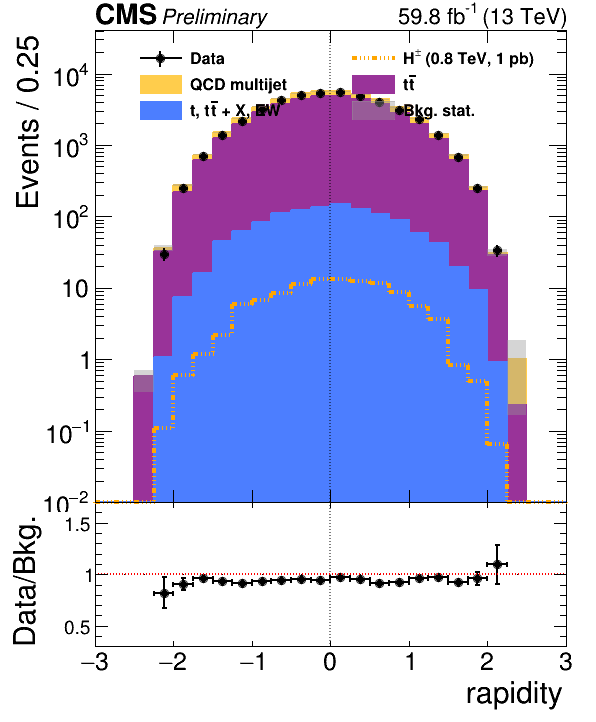 CMS Preliminary 59.8 fb⁻¹ (13 TeV)
Events / 0.25
Data
H± (0.8 TeV, 1 pb)
QCD multijet
tt̄
t, tt̄ + X, EW
Bkg. stat.
10⁴
10³
10²
10
1
10⁻¹
10⁻²
Data/Bkg.
1.5
1
0.5
−3 −2 −1 0 1 2 3
rapidity